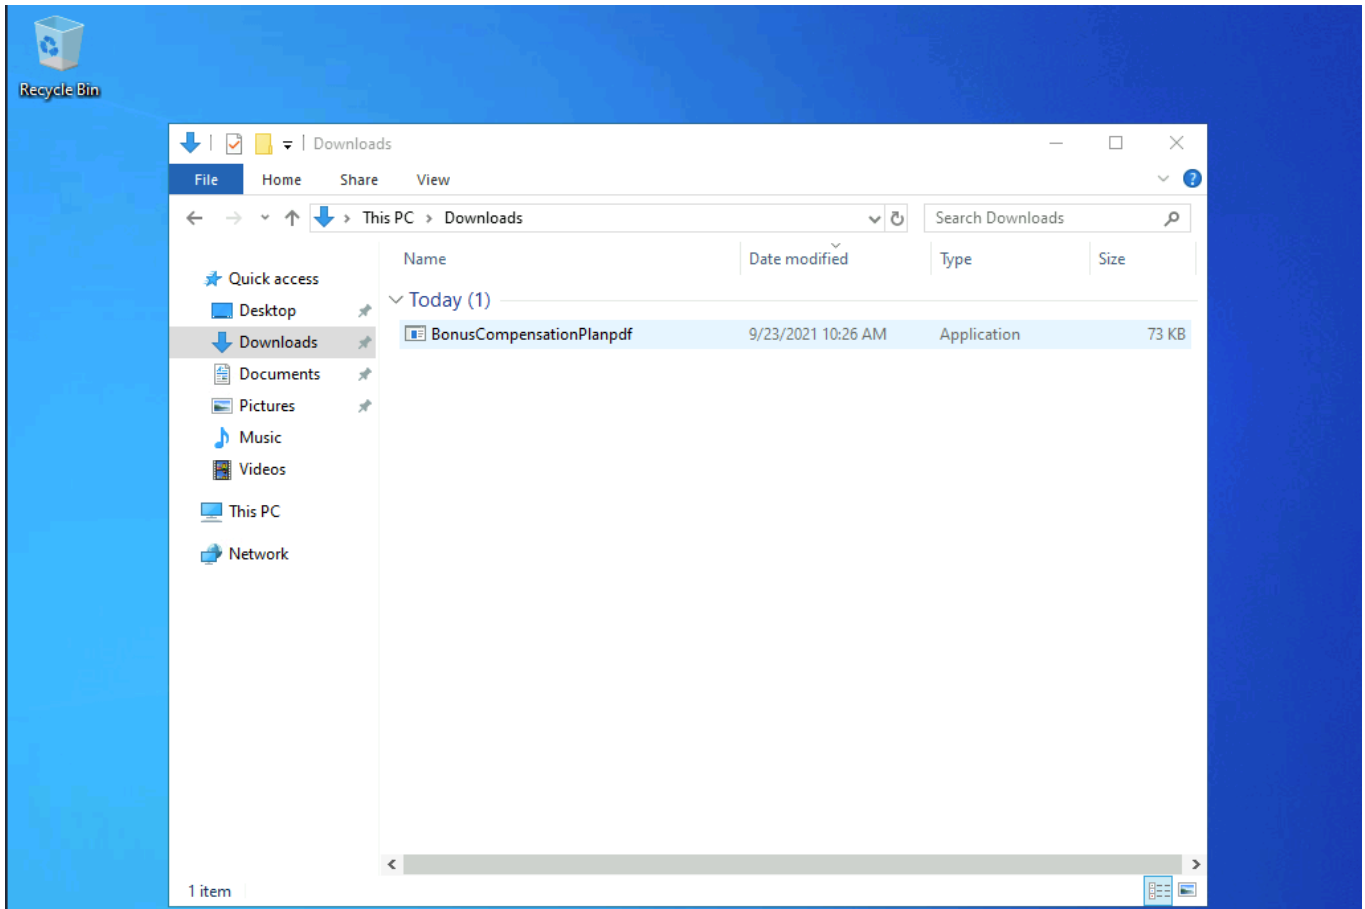 Recycle Bin
Downloads
File Home Share View
This PC Downloads
Search Downloads
Name Date modified Type Size
Quick access
Desktop
Downloads
Documents
Pictures
Music
Videos
This PC
Network
Today (1)
BonusCompensationPlanpdf 9/23/2021 10:26 AM Application 73 KB
1 item